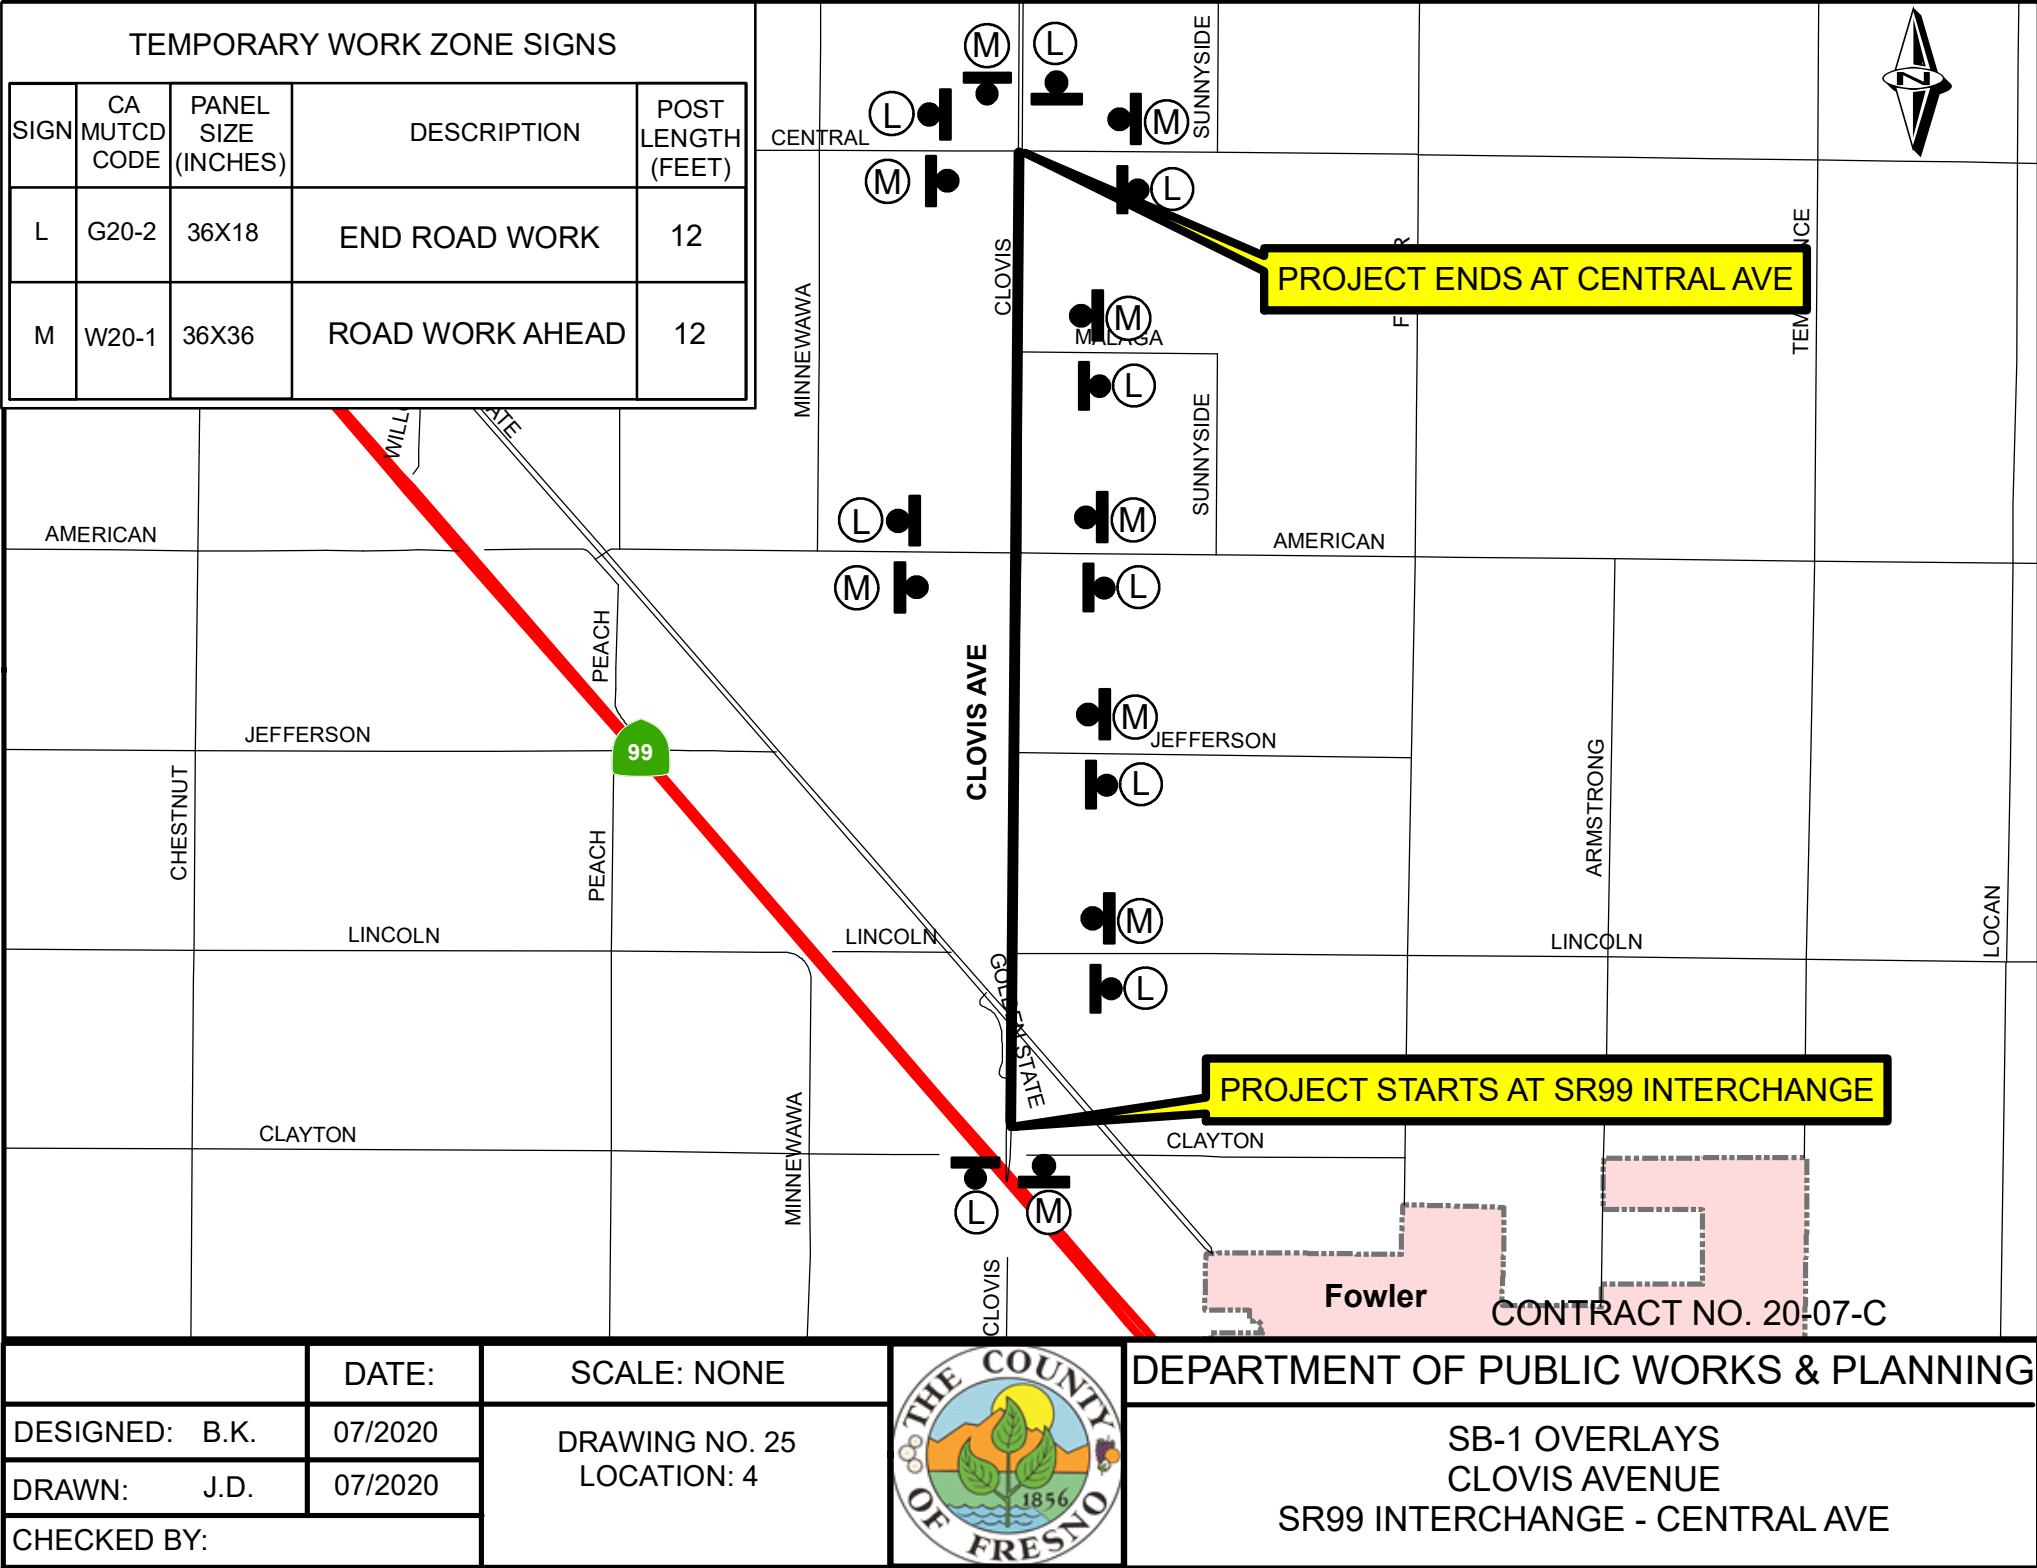 TEMPORARY WORK ZONE SIGNS
SIGN
CA
MUTCD
CODE
PANEL
SIZE
(INCHES)
DESCRIPTION
POST
LENGTH
(FEET)
L
G20-2
36X18
END ROAD WORK
12
M
W20-1
36X36
ROAD WORK AHEAD
12
M
L
L
M
SUNNYSIDE
N
CENTRAL
M
L
CLOVIS
PROJECT ENDS AT CENTRAL AVE
MINNEWAWA
M
MALAGA
L
SUNNYSIDE
AMERICAN
L
M
AMERICAN
M
L
PEACH
CLOVIS AVE
JEFFERSON
99
M
JEFFERSON
L
CHESTNUT
PEACH
ARMSTRONG
LINCOLN
LINCOLN
M
LINCOLN
L
LOCAN
GOLDEN STATE
PROJECT STARTS AT SR99 INTERCHANGE
CLAYTON
MINNEWAWA
CLAYTON
L
M
CLOVIS
Fowler
CONTRACT NO. 20-07-C
DATE:
SCALE: NONE
DESIGNED: B.K.
07/2020
DRAWN: J.D.
07/2020
CHECKED BY:
DRAWING NO. 25
LOCATION: 4
THE COUNTY
OF FRESNO
1856
DEPARTMENT OF PUBLIC WORKS & PLANNING
SB-1 OVERLAYS
CLOVIS AVENUE
SR99 INTERCHANGE - CENTRAL AVE